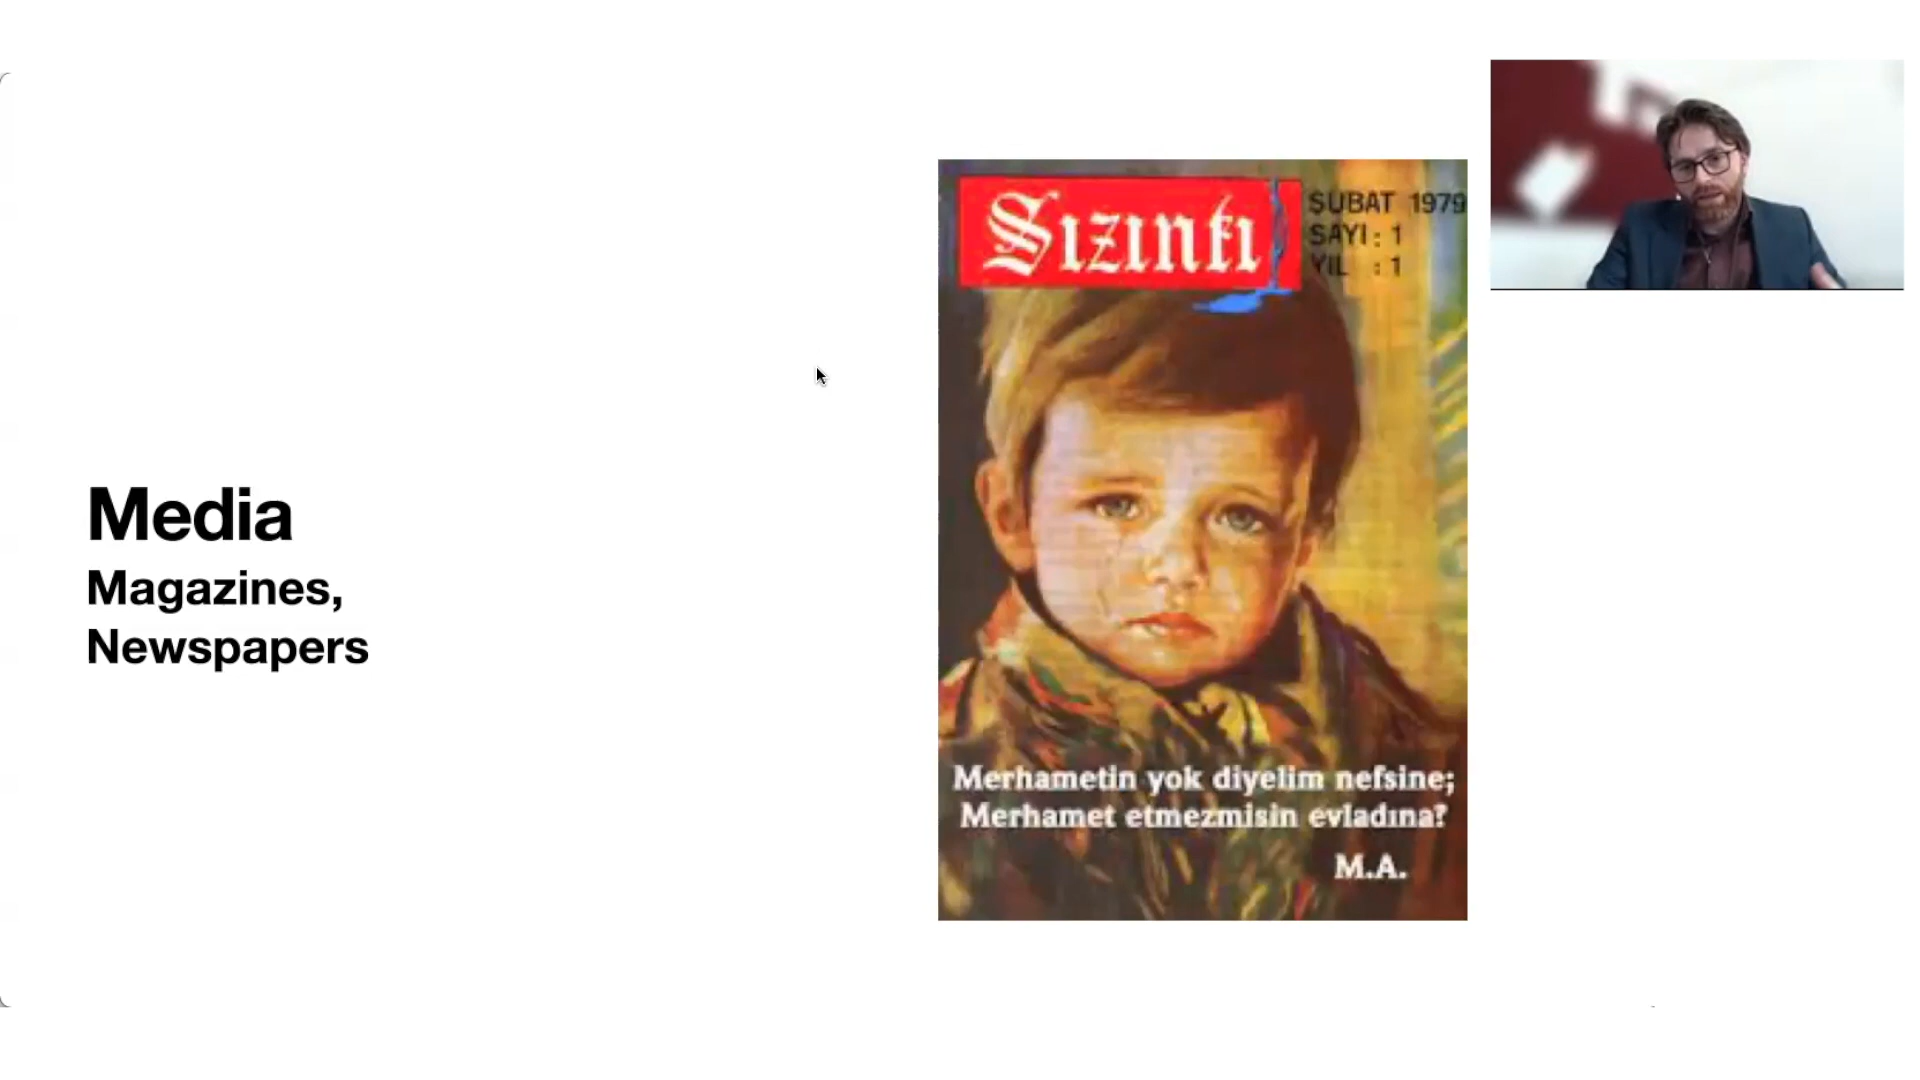 Media
Magazines,
Newspapers
Sızıntı
ŞUBAT 1979
SAYI : 1
YIL : 1
Merhametin yok diyelim nefsine;
Merhamet etmezmisin evladına?
M.A.